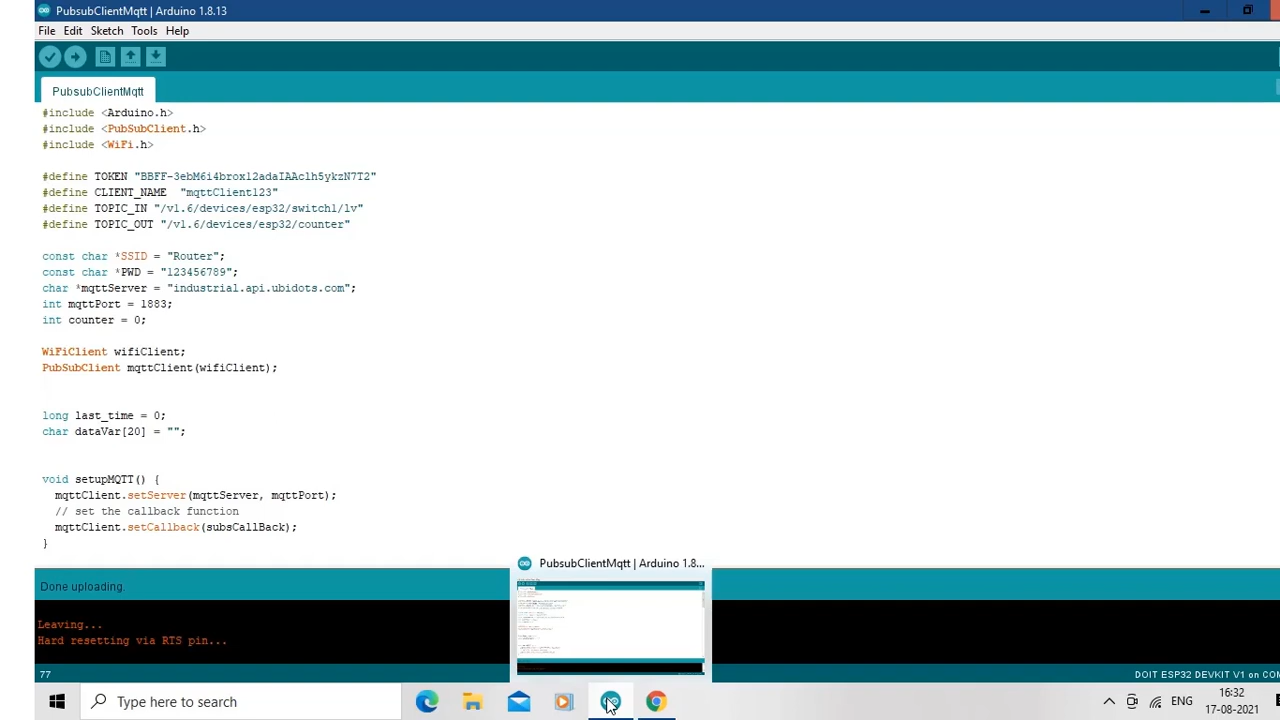 PubsubClientMqtt | Arduino 1.8.13
File Edit Sketch Tools Help
PubsubClientMqtt
#include <Arduino.h>
#include <PubSubClient.h>
#include <WiFi.h>
#define TOKEN "BBFF-3ebM6i4brox12adaIAAclh5ykzN7T2"
#define CLIENT_NAME "mqttClient123"
#define TOPIC_IN "/v1.6/devices/esp32/switch1/lv"
#define TOPIC_OUT "/v1.6/devices/esp32/counter"
const char *SSID = "Router";
const char *PWD = "123456789";
char *mqttServer = "industrial.api.ubidots.com";
int mqttPort = 1883;
int counter = 0;
WiFiClient wifiClient;
PubSubClient mqttClient(wifiClient);
long last_time = 0;
char dataVar[20] = "";
void setupMQTT() {
mqttClient.setServer(mqttServer, mqttPort);
// set the callback function
mqttClient.setCallback(subsCallBack);
}
PubsubClientMqtt | Arduino 1.8...
Done uploading.
Leaving...
Hard resetting via RTS pin...
77
DOIT ESP32 DEVKIT V1 on COM
Type here to search
ENG
16:32
17-08-2021